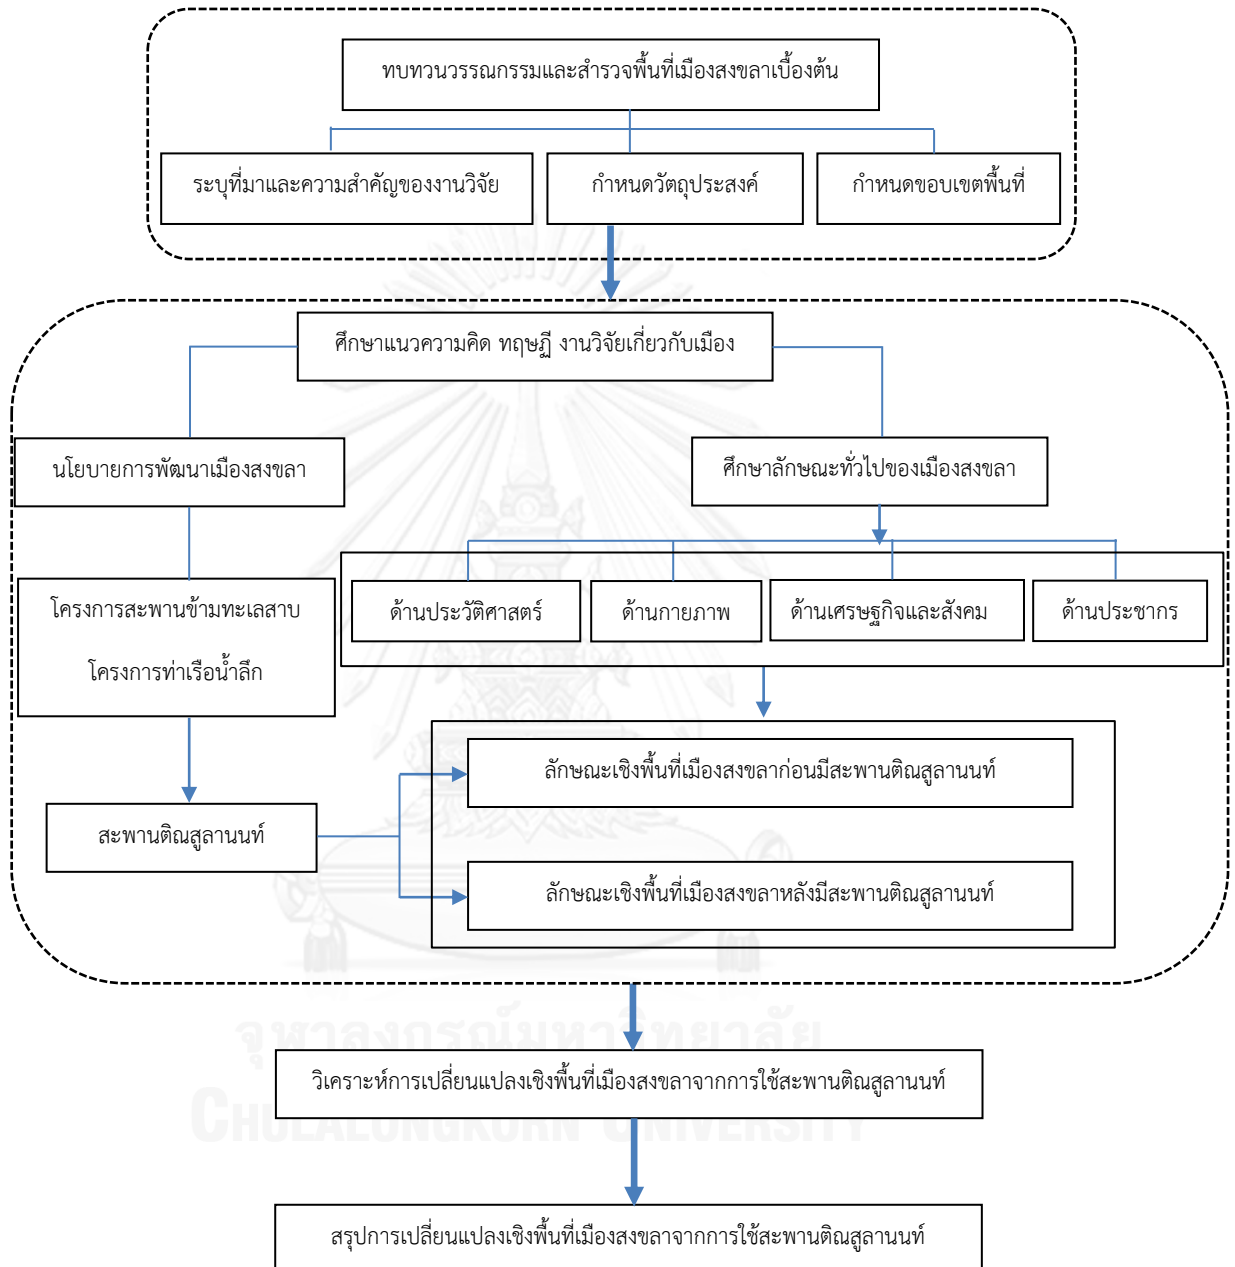 ทบทวนวรรณกรรมและสำรวจพื้นที่เมืองสงขลาเบื้องต้น
ระบุที่มาและความสำคัญของงานวิจัย
กำหนดวัตถุประสงค์
กำหนดขอบเขตพื้นที่
ศึกษาแนวความคิด ทฤษฏี งานวิจัยเกี่ยวกับเมือง
นโยบายการพัฒนาเมืองสงขลา
ศึกษาลักษณะทั่วไปของเมืองสงขลา
โครงการสะพานข้ามทะเลสาบ
โครงการท่าเรือน้ำลึก
ด้านประวัติศาสตร์
ด้านกายภาพ
ด้านเศรษฐกิจและสังคม
ด้านประชากร
ลักษณะเชิงพื้นที่เมืองสงขลาก่อนมีสะพานติณสูลานนท์
สะพานติณสูลานนท์
ลักษณะเชิงพื้นที่เมืองสงขลาหลังมีสะพานติณสูลานนท์
จุฬาลงกรณ์มหาวิทยาลัย
วิเคราะห์การเปลี่ยนแปลงเชิงพื้นที่เมืองสงขลาจากการใช้สะพานติณสูลานนท์
CHULALONGKORN UNIVERSITY
สรุปการเปลี่ยนแปลงเชิงพื้นที่เมืองสงขลาจากการใช้สะพานติณสูลานนท์